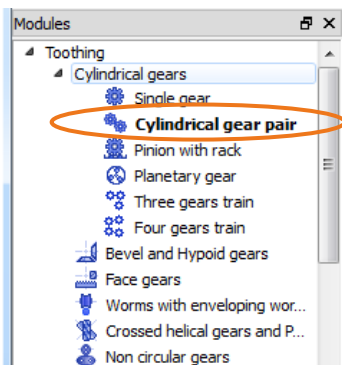 Modules
Toothing
Cylindrical gears
Single gear
Cylindrical gear pair
Pinion with rack
Planetary gear
Three gears train
Four gears train
Bevel and Hypoid gears
Face gears
Worms with enveloping wor...
Crossed helical gears and P...
Non circular gears